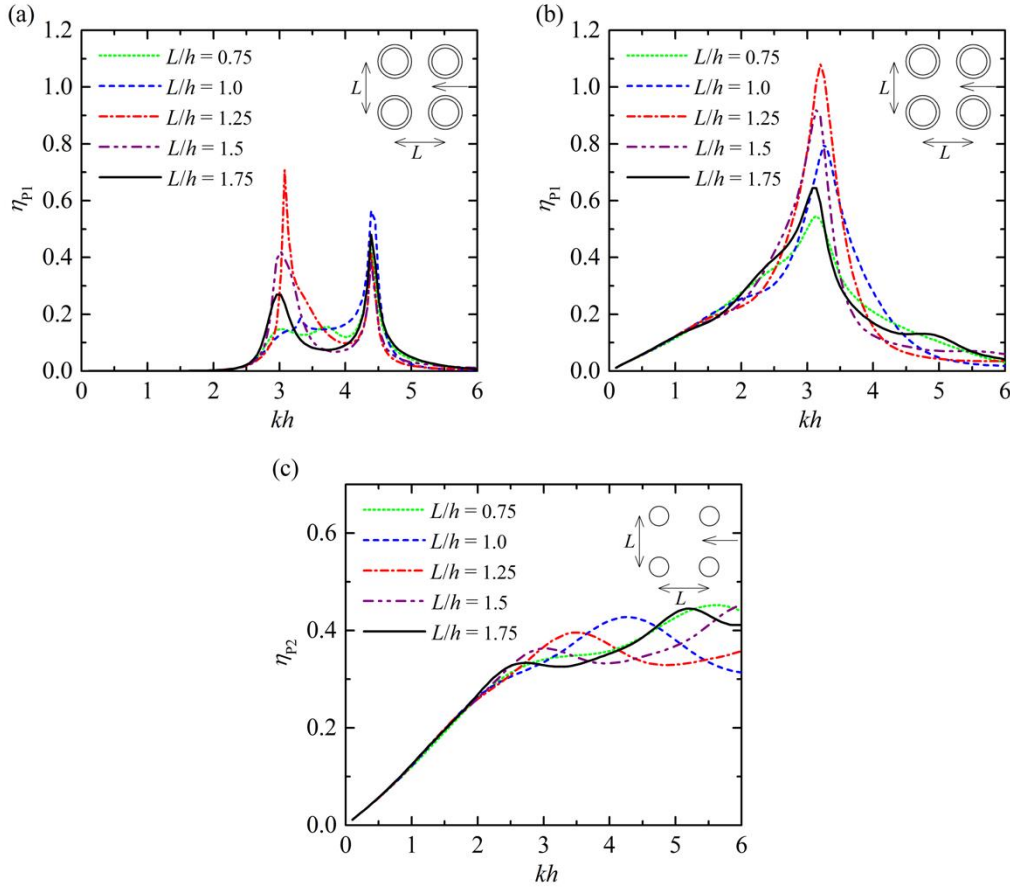 (a)
1.2
1.0
0.8
0.6
0.4
0.2
0.0
ηP1
L/h = 0.75
L/h = 1.0
L/h = 1.25
L/h = 1.5
L/h = 1.75
L
L
0 1 2 3 4 5 6
kh
(b)
1.2
1.0
0.8
0.6
0.4
0.2
0.0
ηP1
L/h = 0.75
L/h = 1.0
L/h = 1.25
L/h = 1.5
L/h = 1.75
L
L
0 1 2 3 4 5 6
kh
(c)
0.6
0.4
0.2
0.0
ηP2
L/h = 0.75
L/h = 1.0
L/h = 1.25
L/h = 1.5
L/h = 1.75
L
L
0 1 2 3 4 5 6
kh